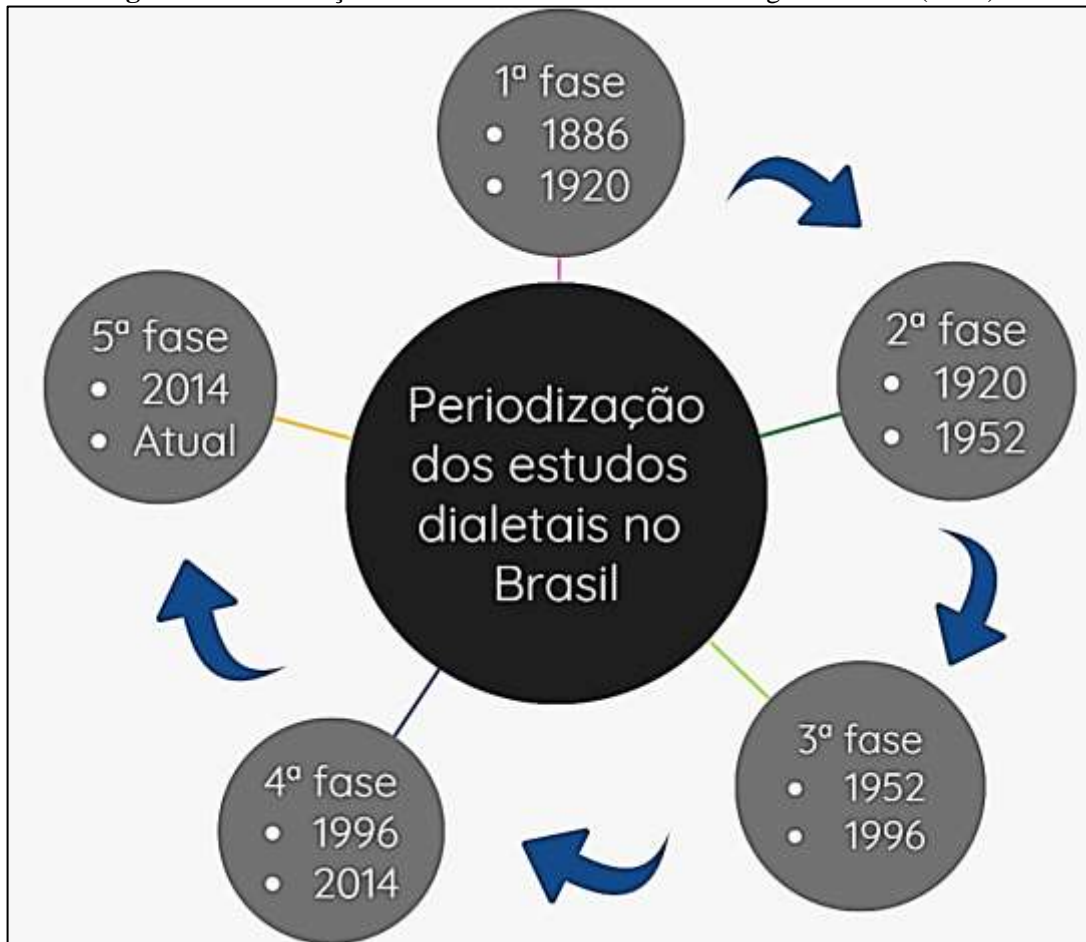 1ª fase
• 1886
• 1920
2ª fase
• 1920
• 1952
3ª fase
• 1952
• 1996
4ª fase
• 1996
• 2014
5ª fase
• 2014
• Atual
Periodização
dos estudos
dialetais no
Brasil